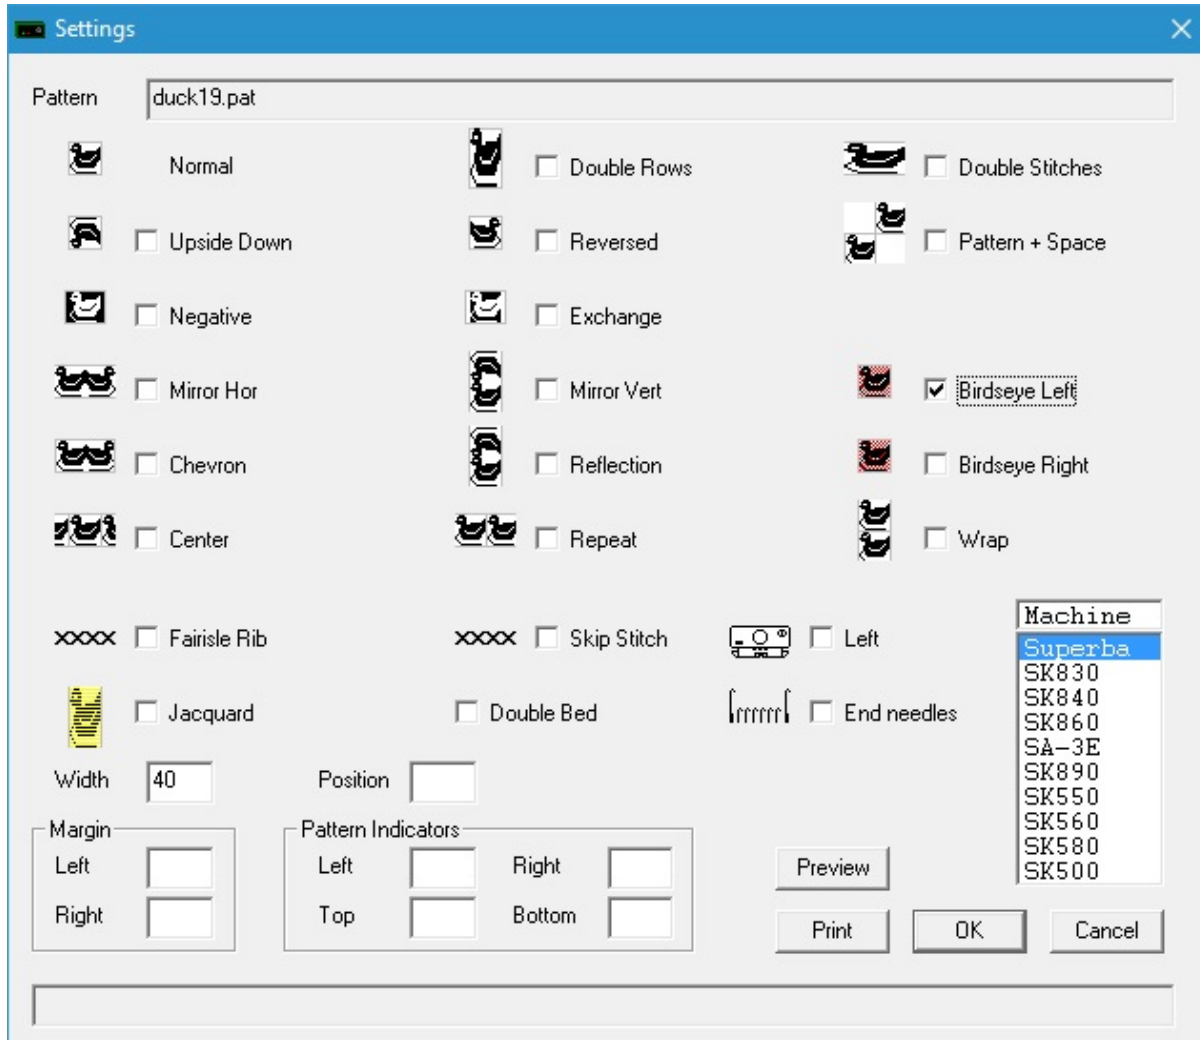 Settings
Pattern duck19.pat
Normal Double Rows Double Stitches
Upside Down Reversed Pattern + Space
Negative Exchange
Mirror Hor Mirror Vert Birdseye Left
Chevron Reflection Birdseye Right
Center Repeat Wrap
xxxx Fairisle Rib xxxx Skip Stitch Left
Jacquard Double Bed End needles
Machine
Superba
SK830
SK840
SK860
SA-3E
SK890
SK550
SK560
SK580
SK500
Width 40 Position
Margin
Left
Right
Pattern Indicators
Left Right
Top Bottom
Preview
Print OK Cancel